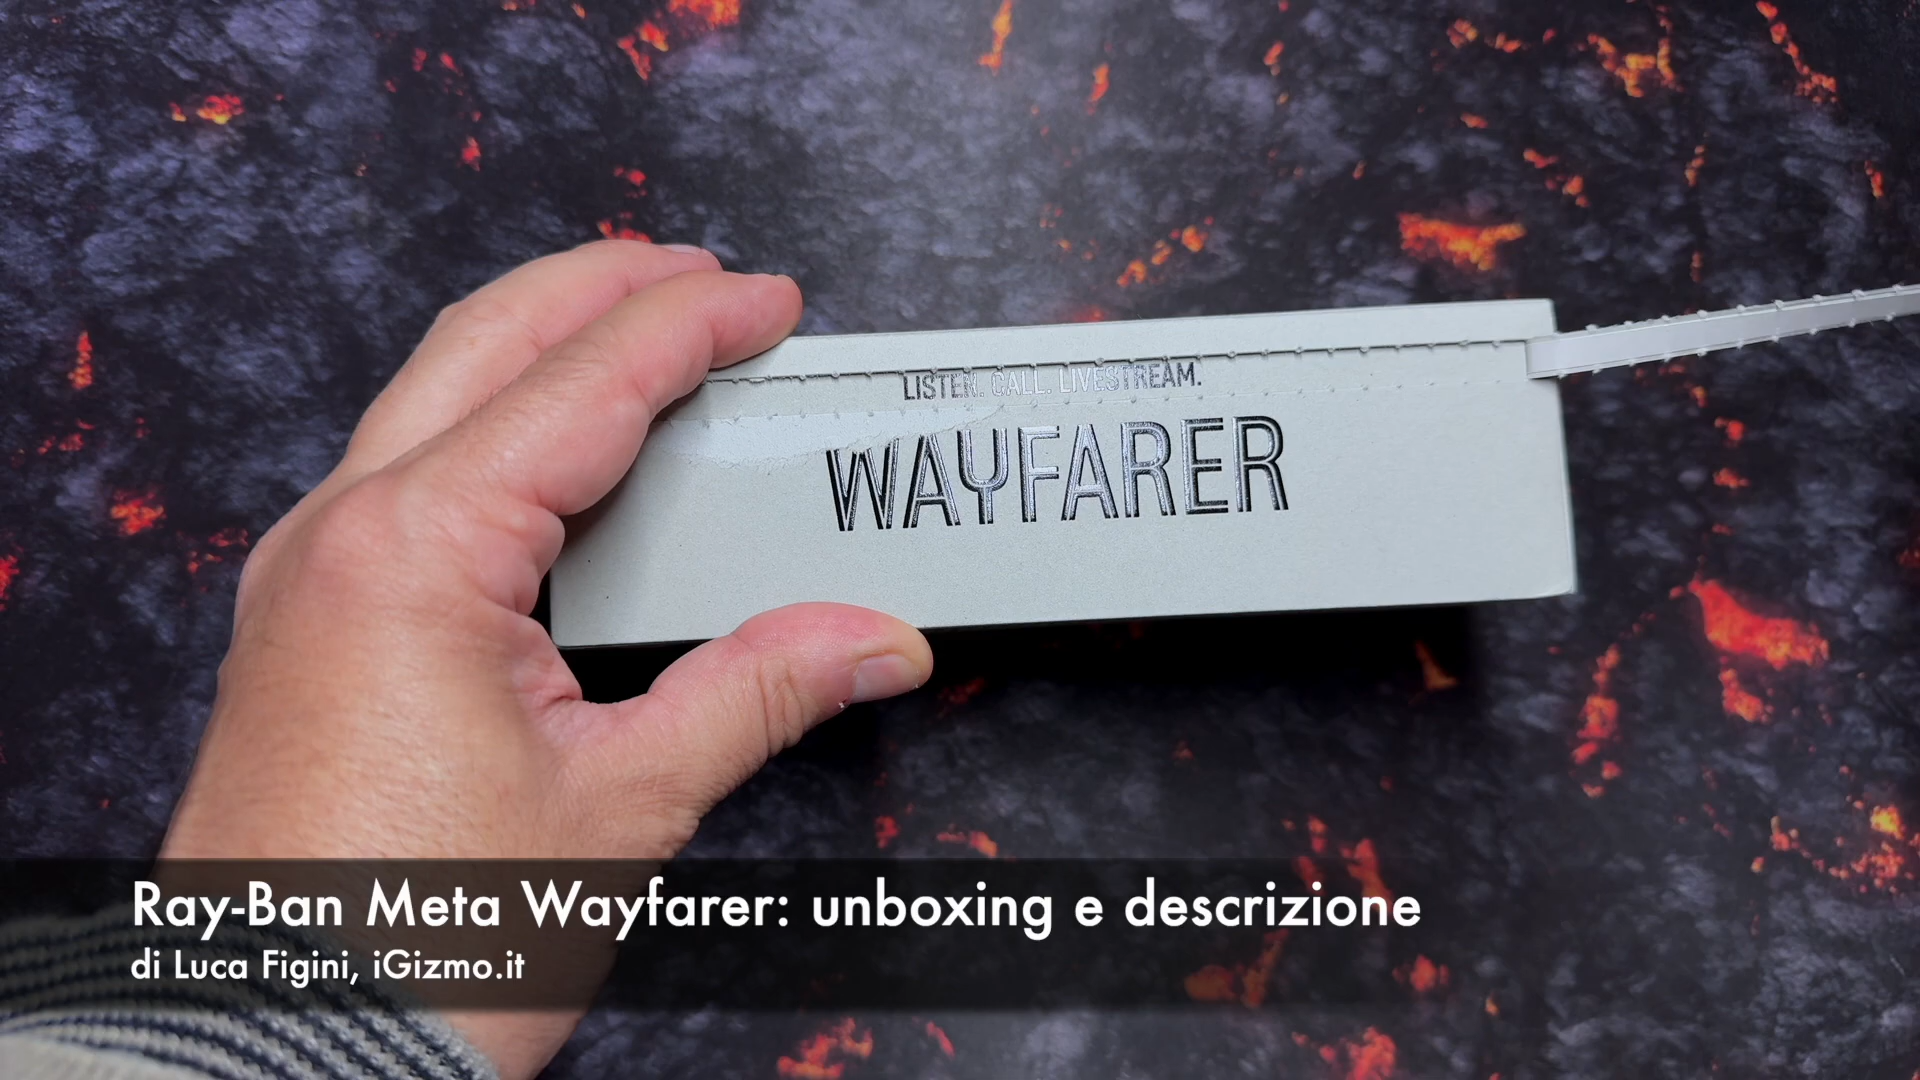 LISTEN. CALL. LIVESTREAM.
WAYFARER
Ray-Ban Meta Wayfarer: unboxing e descrizione
di Luca Figini, iGizmo.it